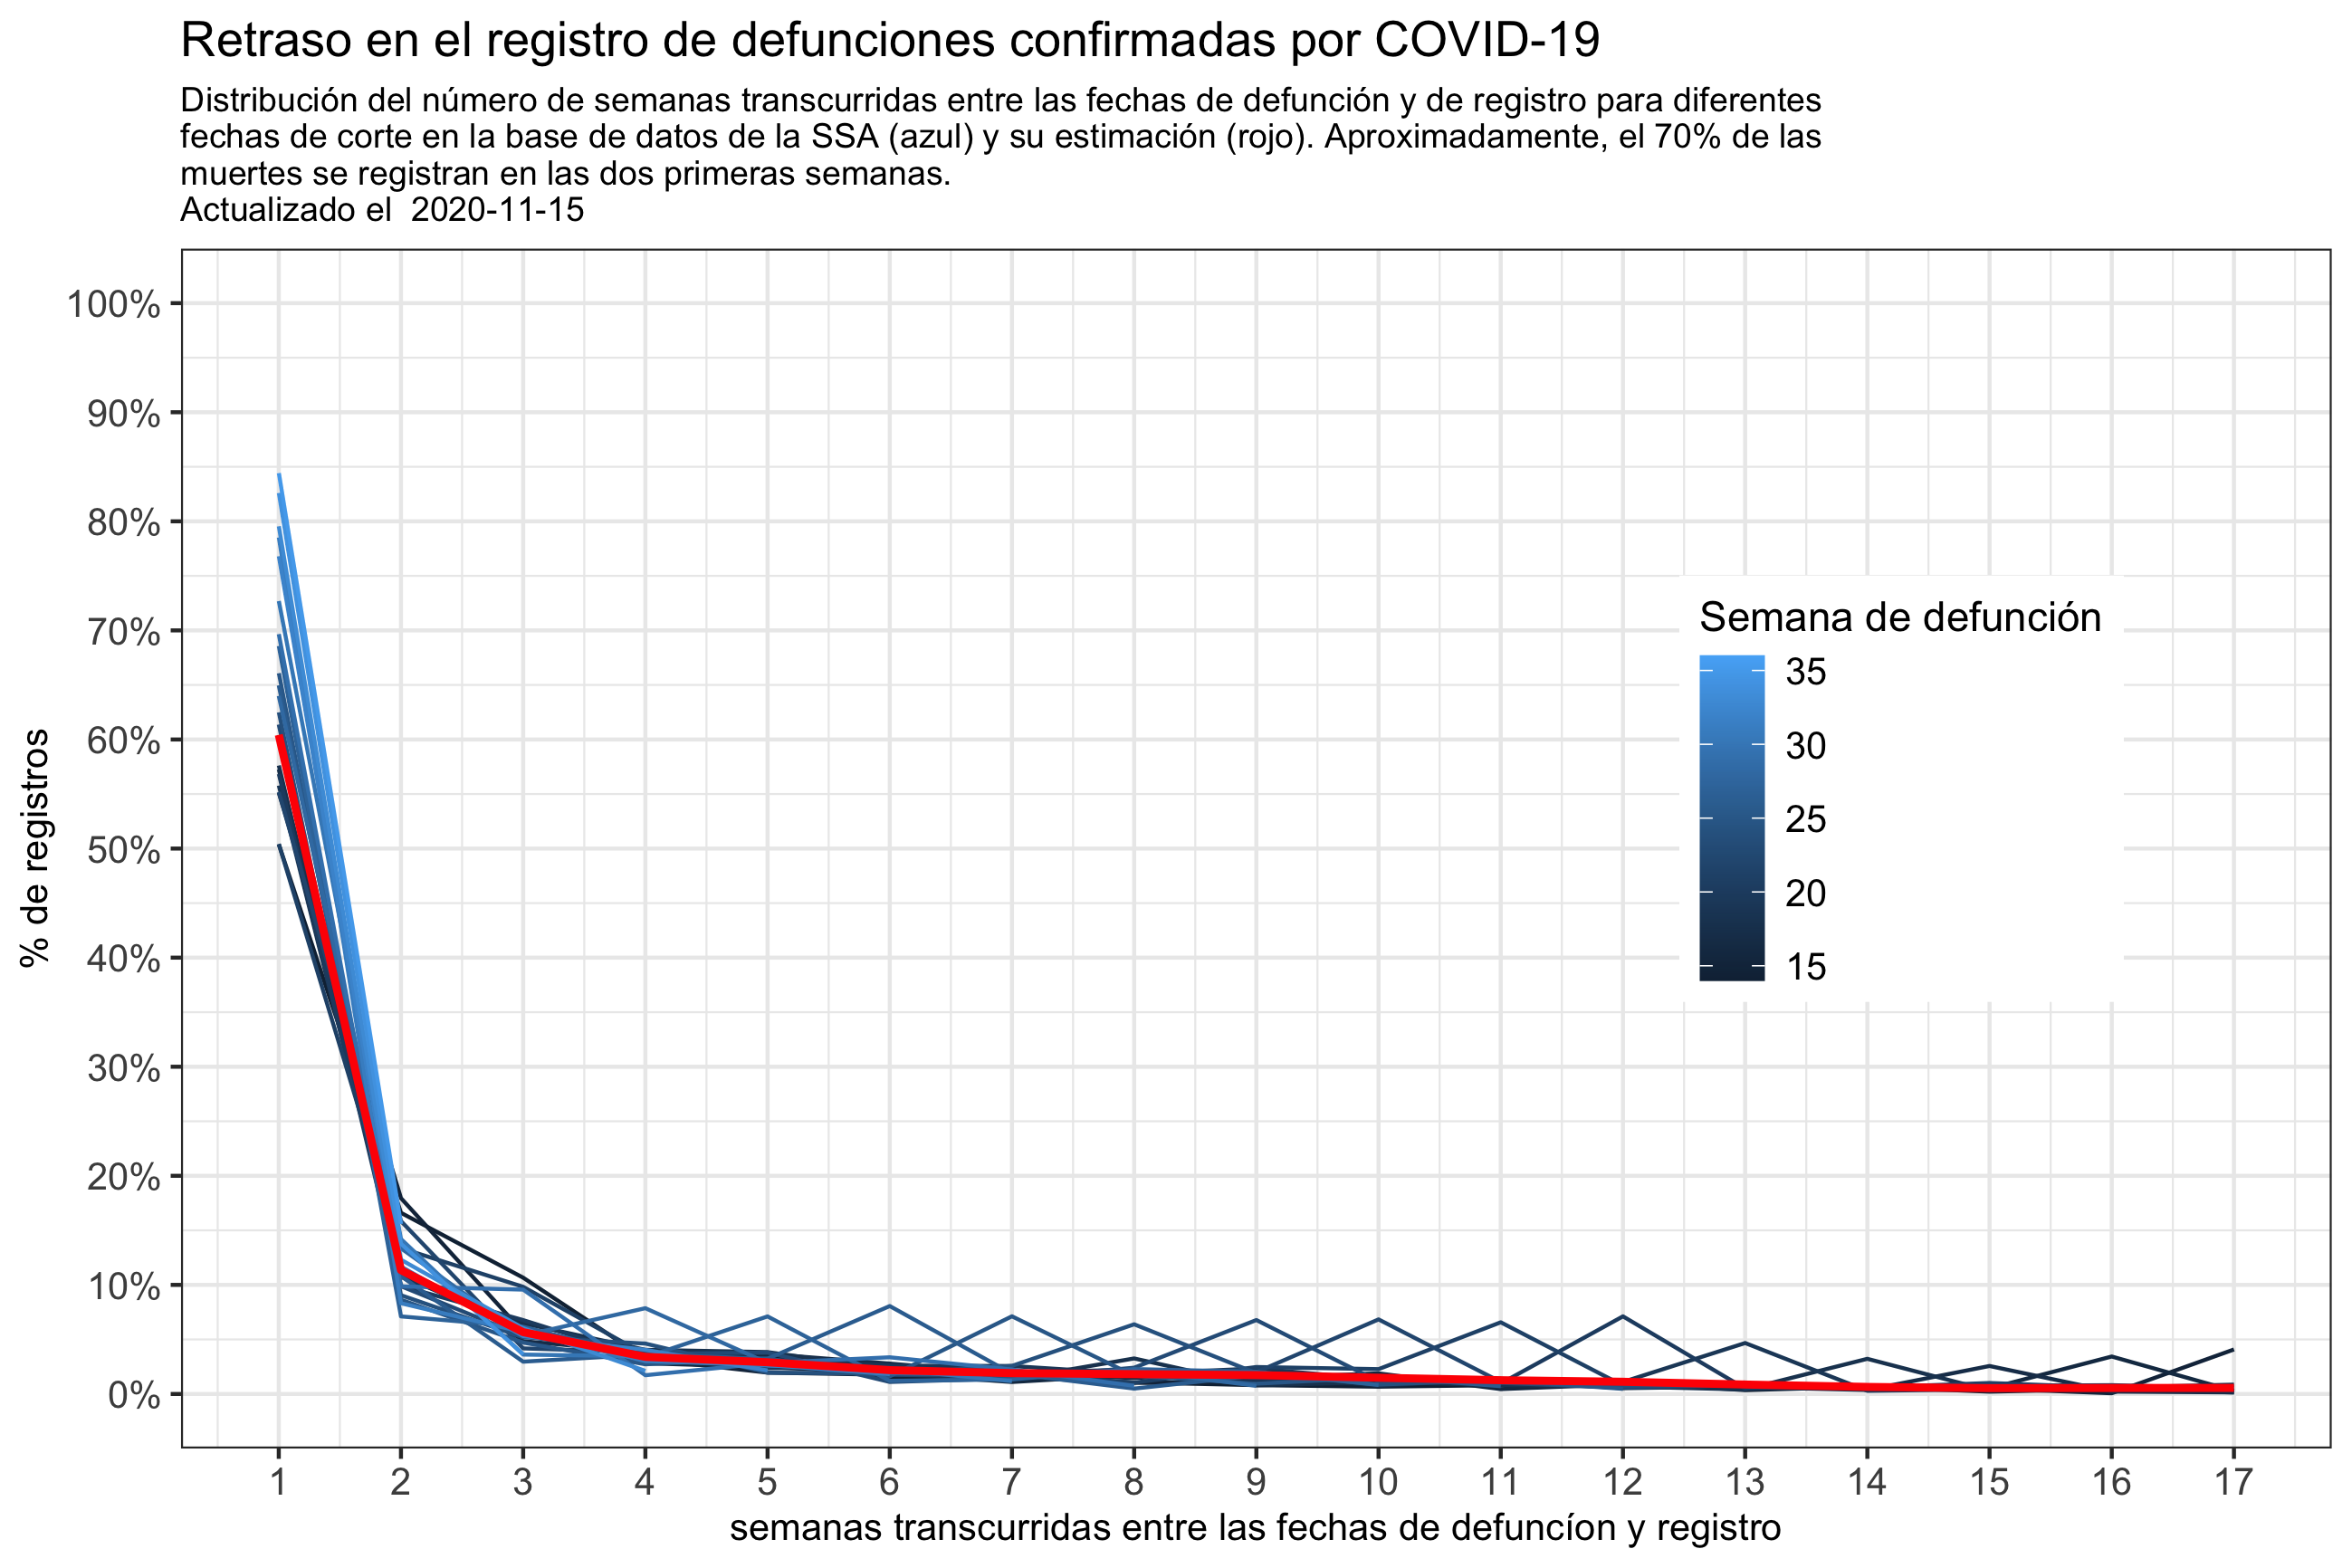 Retraso en el registro de defunciones confirmadas por COVID-19
Distribución del número de semanas transcurridas entre las fechas de defunción y de registro para diferentes
fechas de corte en la base de datos de la SSA (azul) y su estimación (rojo). Aproximadamente, el 70% de las
muertes se registran en las dos primeras semanas.
Actualizado el  2020-11-15
100%
90%
80%
70%
60%
50%
40%
30%
20%
10%
0%
% de registros
Semana de defunción
35
30
25
20
15
1 2 3 4 5 6 7 8 9 10 11 12 13 14 15 16 17
semanas transcurridas entre las fechas de defuncíon y registro